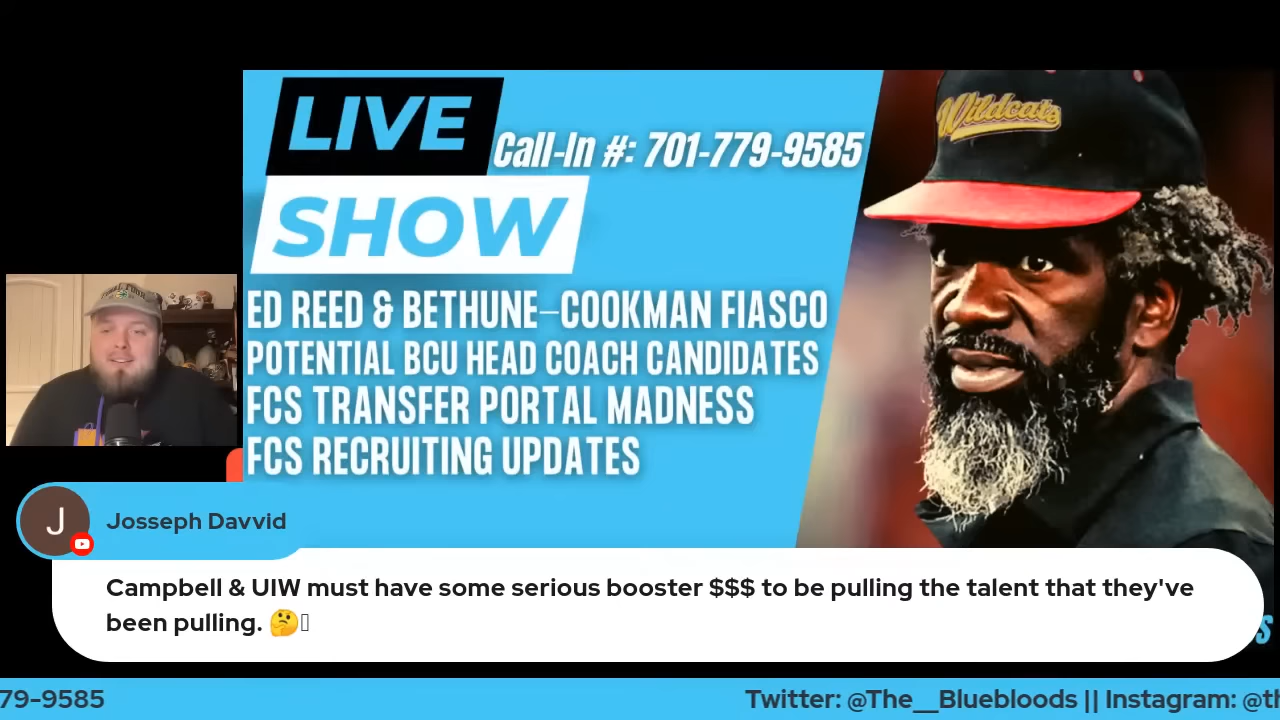 LIVE
Call-In #: 701-779-9585
SHOW
Wildcats
ED REED & BETHUNE-COOKMAN FIASCO
POTENTIAL BCU HEAD COACH CANDIDATES
FCS TRANSFER PORTAL MADNESS
FCS RECRUITING UPDATES
J
Josseph Davvid
Campbell & UIW must have some serious booster $$$ to be pulling the talent that they've
been pulling. 🤔
79-9585
Twitter: @The__Bluebloods || Instagram: @th